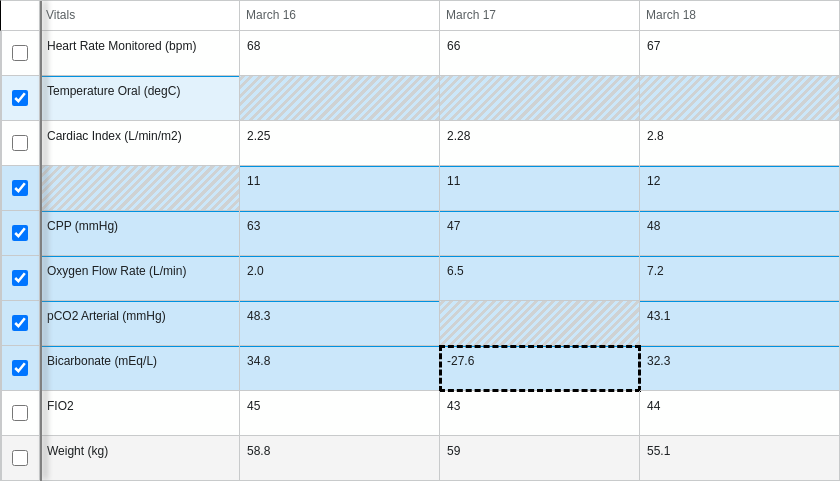 Vitals March 16 March 17 March 18
Heart Rate Monitored (bpm) 68 66 67
Temperature Oral (degC)
Cardiac Index (L/min/m2) 2.25 2.28 2.8
11 11 12
CPP (mmHg) 63 47 48
Oxygen Flow Rate (L/min) 2.0 6.5 7.2
pCO2 Arterial (mmHg) 48.3 43.1
Bicarbonate (mEq/L) 34.8 -27.6 32.3
FIO2 45 43 44
Weight (kg) 58.8 59 55.1